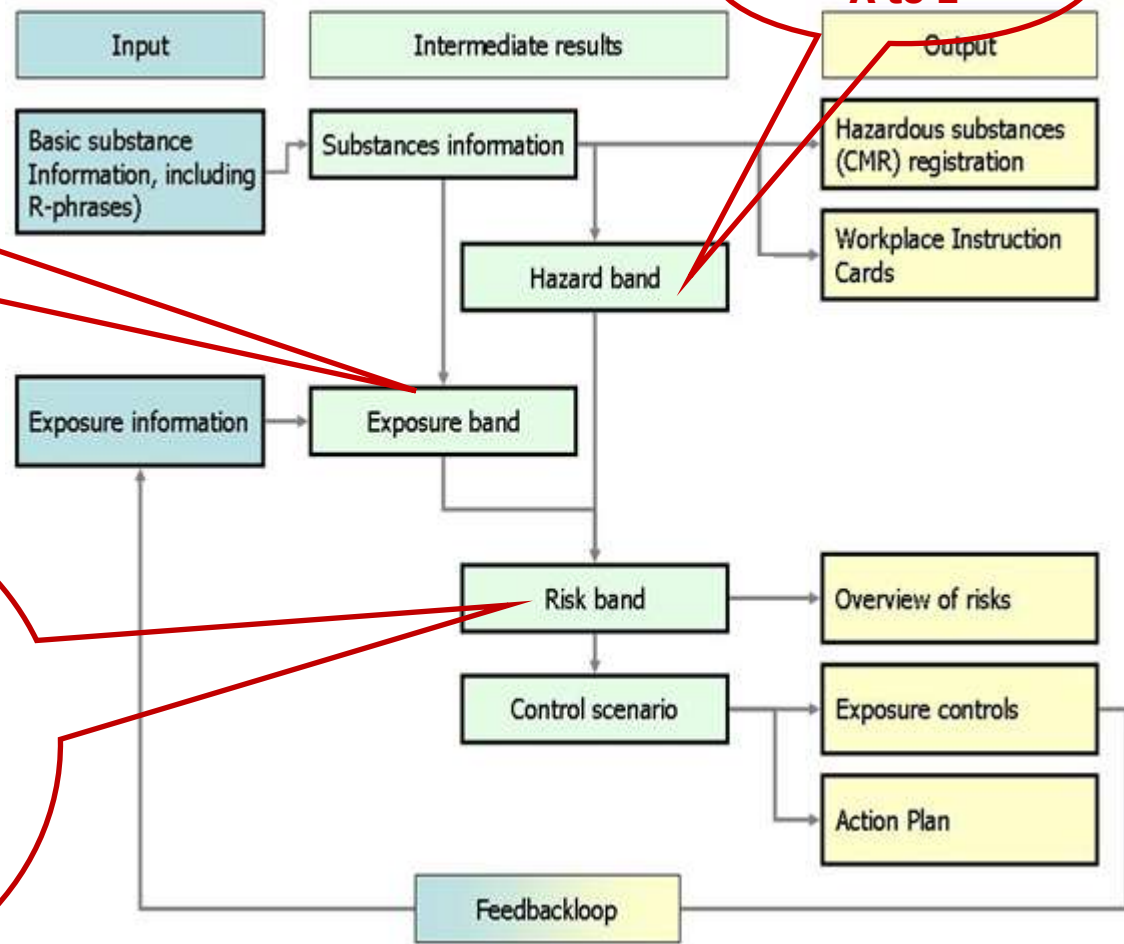 A to E
Input
Intermediate results
Output
Basic substance
Information, including
R-phrases)
Substances information
Hazardous substances
(CMR) registration
Workplace Instruction
Cards
Hazard band
Exposure information
Exposure band
Risk band
Overview of risks
Control scenario
Exposure controls
Action Plan
Feedbackloop